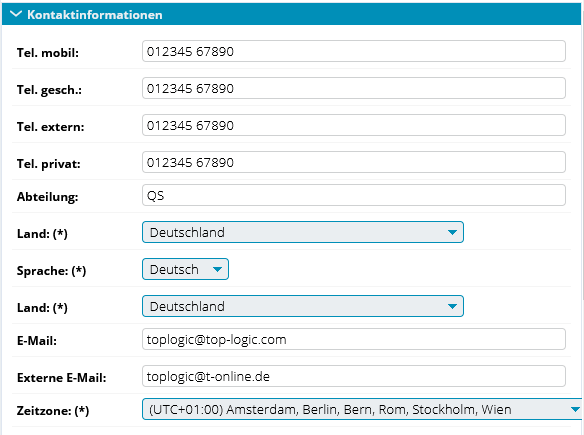 Kontaktinformationen
Tel. mobil: 012345 67890
Tel. gesch.: 012345 67890
Tel. extern: 012345 67890
Tel. privat: 012345 67890
Abteilung: QS
Land: (*) Deutschland
Sprache: (*) Deutsch
Land: (*) Deutschland
E-Mail: toplogic@top-logic.com
Externe E-Mail: toplogic@t-online.de
Zeitzone: (*) (UTC+01:00) Amsterdam, Berlin, Bern, Rom, Stockholm, Wien